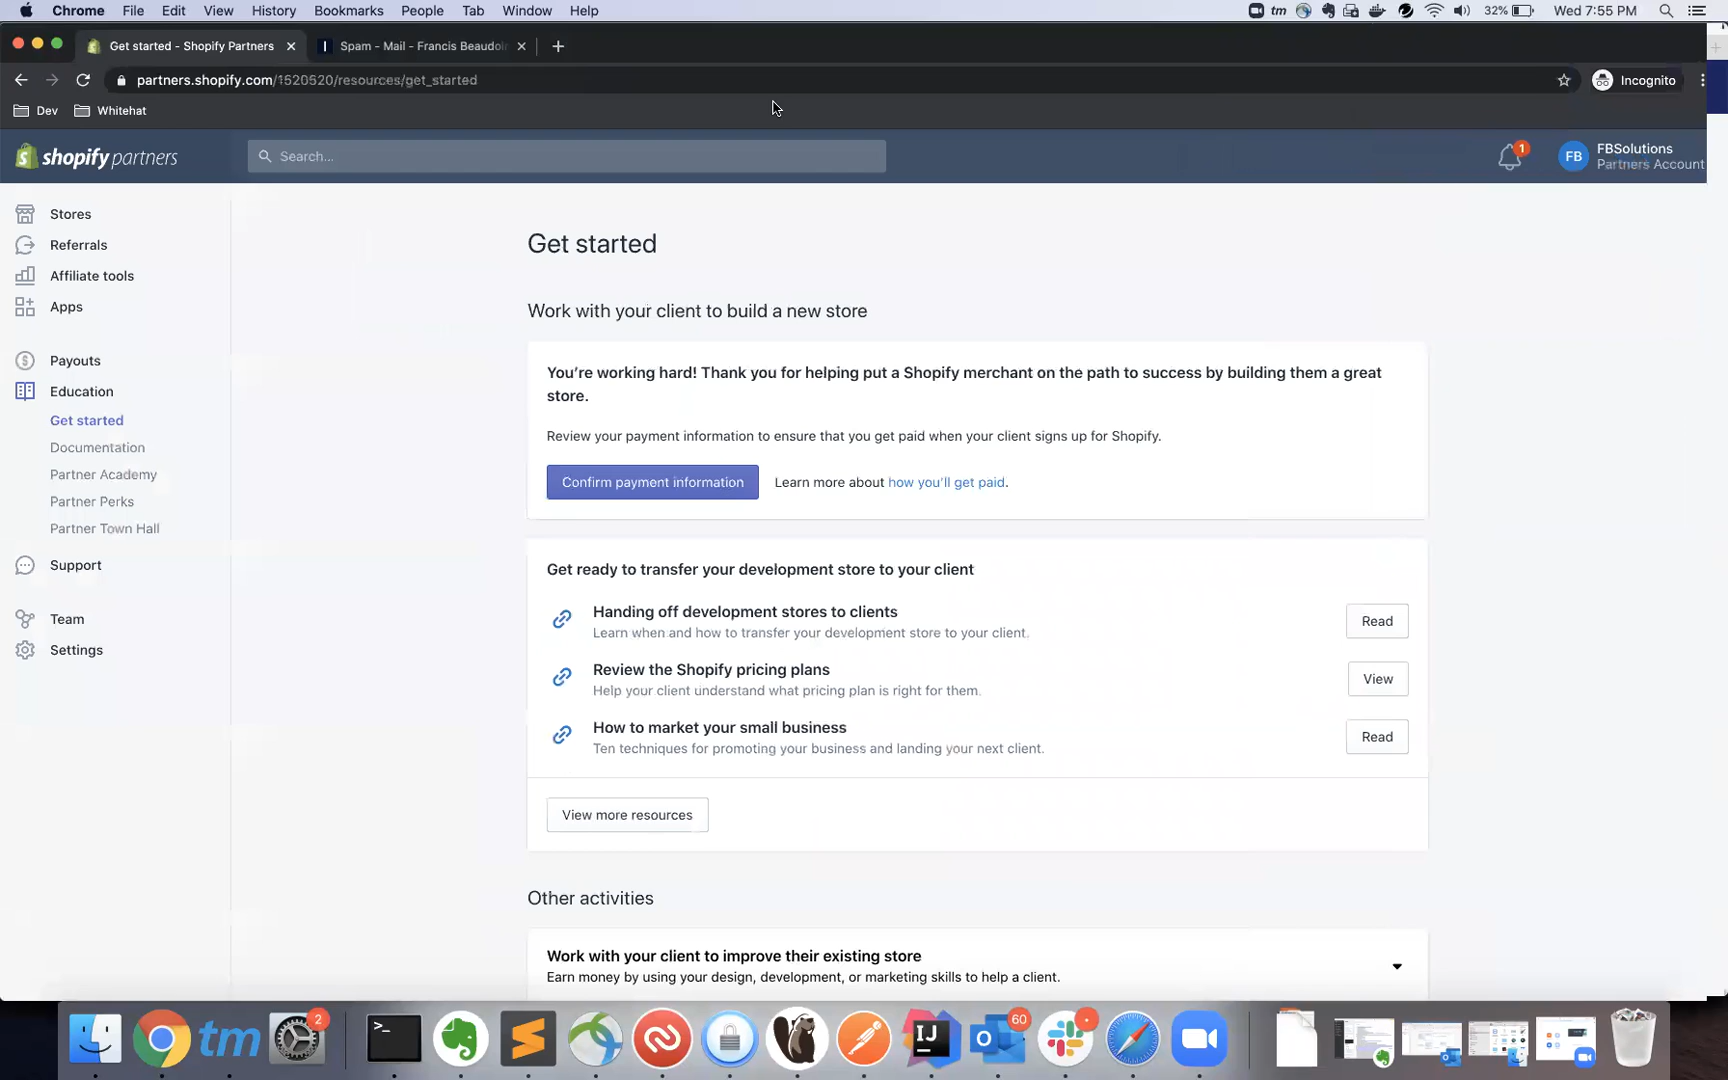 Chrome File Edit View History Bookmarks People Tab Window Help
tm 32% Wed 7:55 PM
Get started - Shopify Partners
Spam - Mail - Francis Beaudoin
partners.shopify.com/1520520/resources/get_started
Incognito
Dev Whitehat
shopify partners
Search...
1
FB FBSolutions
Partners Account
Stores
Referrals
Affiliate tools
Apps
Payouts
Education
Get started
Documentation
Partner Academy
Partner Perks
Partner Town Hall
Support
Team
Settings
Get started
Work with your client to build a new store
You’re working hard! Thank you for helping put a Shopify merchant on the path to success by building them a great
store.
Review your payment information to ensure that you get paid when your client signs up for Shopify.
Confirm payment information Learn more about how you’ll get paid.
Get ready to transfer your development store to your client
Handing off development stores to clients
Learn when and how to transfer your development store to your client.
Read
Review the Shopify pricing plans
Help your client understand what pricing plan is right for them.
View
How to market your small business
Ten techniques for promoting your business and landing your next client.
Read
View more resources
Other activities
Work with your client to improve their existing store
Earn money by using your design, development, or marketing skills to help a client.
tm 2 >_ IJ 60